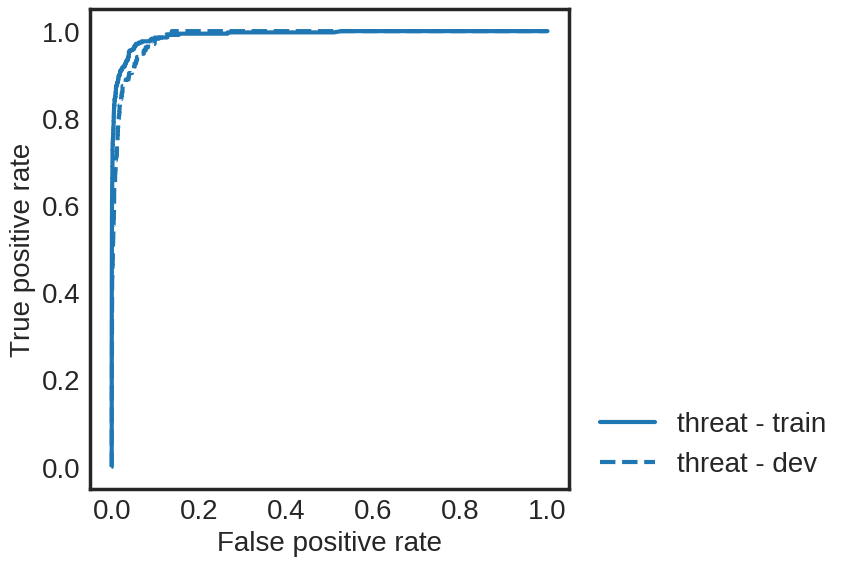 True positive rate
1.0
0.8
0.6
0.4
0.2
0.0
0.0 0.2 0.4 0.6 0.8 1.0
False positive rate
threat - train
threat - dev